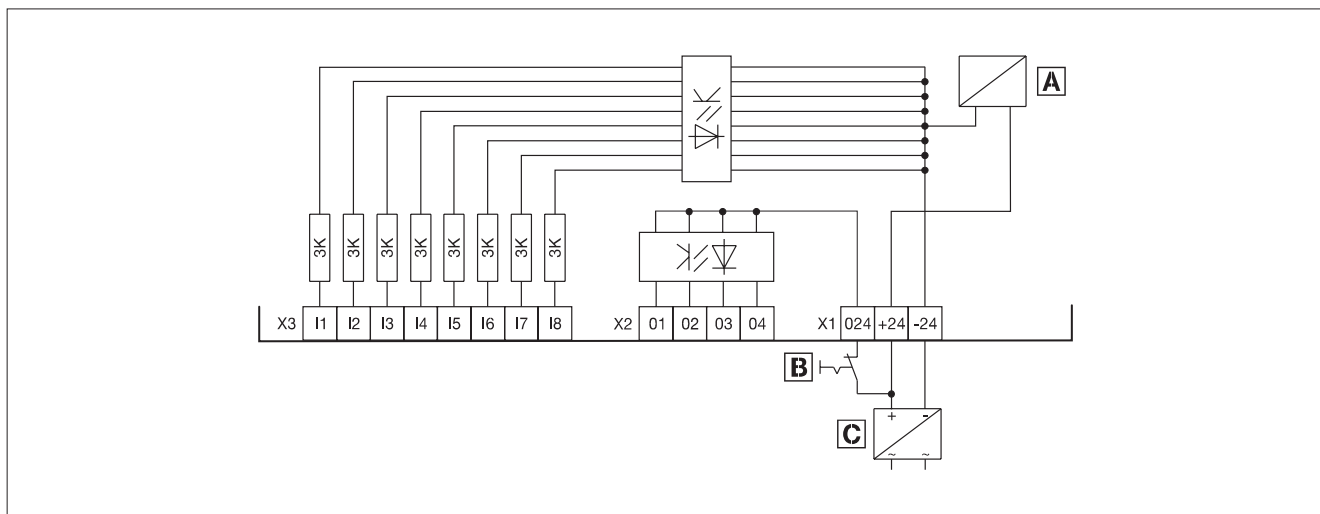 A
3K 3K 3K 3K 3K 3K 3K 3K
X3 I1 I2 I3 I4 I5 I6 I7 I8 X2 01 02 03 04 X1 024 +24 -24
B
+ -
C
~ ~